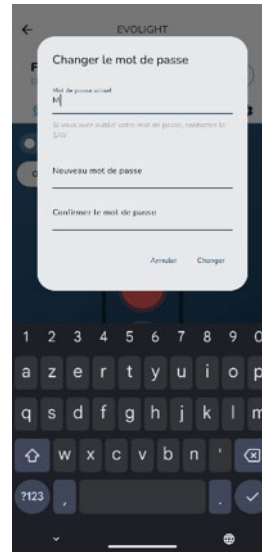 EVOLIGHT
Changer le mot de passe
Mot de passe actuel
M
Si vous avez oublié votre mot de passe, contactez le
SAV
Nouveau mot de passe
Confirmer le mot de passe
Annuler Changer
1 2 3 4 5 6 7 8 9 0
a z e r t y u i o p
q s d f g h j k l m
w x c v b n '
?123 , .